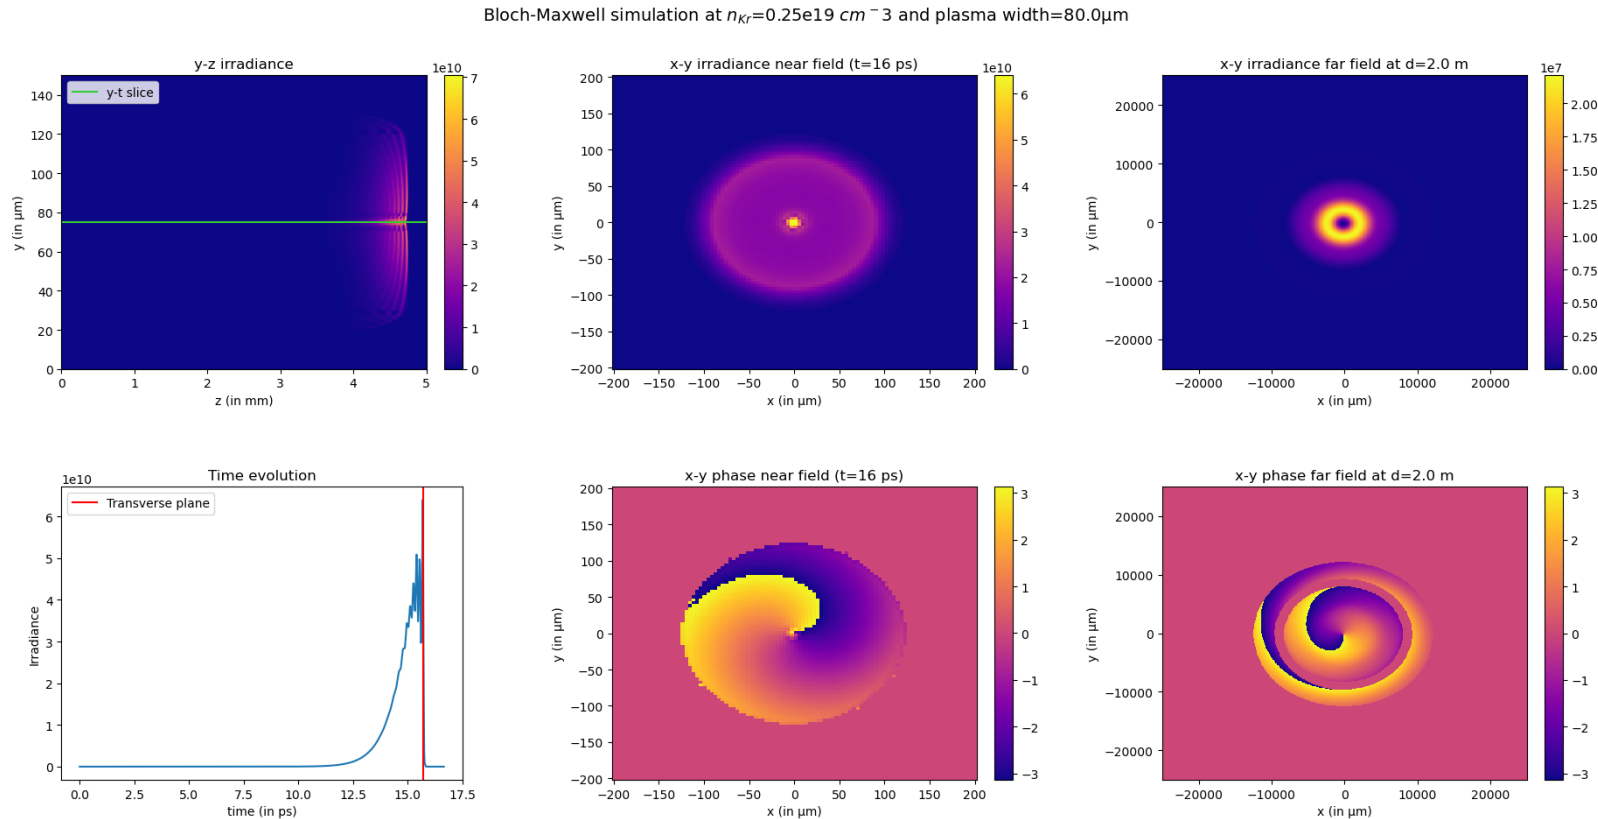 Bloch-Maxwell simulation at n_Kr=0.25e19 cm^−3 and plasma width=80.0μm
y-z irradiance
1e10
y-t slice
y (in μm)
140
120
100
80
60
40
20
0
0 1 2 3 4 5
z (in mm)
7
6
5
4
3
2
1
0
x-y irradiance near field (t=16 ps)
1e10
y (in μm)
200
150
100
50
0
−50
−100
−150
−200
−200 −150 −100 −50 0 50 100 150 200
x (in μm)
6
5
4
3
2
1
0
x-y irradiance far field at d=2.0 m
1e7
y (in μm)
20000
10000
0
−10000
−20000
−20000 −10000 0 10000 20000
x (in μm)
2.00
1.75
1.50
1.25
1.00
0.75
0.50
0.25
0.00
Time evolution
1e10
Transverse plane
Irradiance
6
5
4
3
2
1
0
0.0 2.5 5.0 7.5 10.0 12.5 15.0 17.5
time (in ps)
x-y phase near field (t=16 ps)
y (in μm)
200
150
100
50
0
−50
−100
−150
−200
−200 −150 −100 −50 0 50 100 150 200
x (in μm)
3
2
1
0
−1
−2
−3
x-y phase far field at d=2.0 m
y (in μm)
20000
10000
0
−10000
−20000
−20000 −10000 0 10000 20000
x (in μm)
3
2
1
0
−1
−2
−3